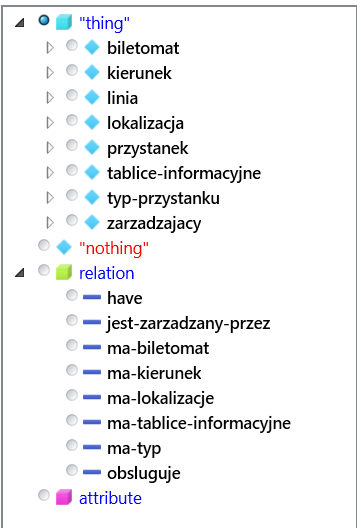 "thing"
biletomat
kierunek
linia
lokalizacja
przystanek
tablice-informacyjne
typ-przystanku
zarzadzajacy
"nothing"
relation
have
jest-zarzadzany-przez
ma-biletomat
ma-kierunek
ma-lokalizacje
ma-tablice-informacyjne
ma-typ
obsluguje
attribute